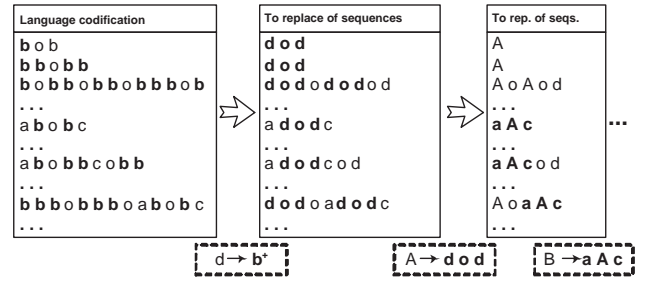 Language codification
b o b
b b o b b
b o b b o b b o b b b o b
. . .
a b o b c
. . .
a b o b b c o b b
. . .
b b b o b b b o a b o b c
. . .
To replace of sequences
d o d
d o d
d o d o d o d o d
. . .
a d o d c
. . .
a d o d c o d
. . .
d o d o a d o d c
. . .
To rep. of seqs.
A
A
A o A o d
. . .
a A c
. . .
a A c o d
. . .
A o a A c
. . .
...
d → b⁺
A → d o d
B → a A c